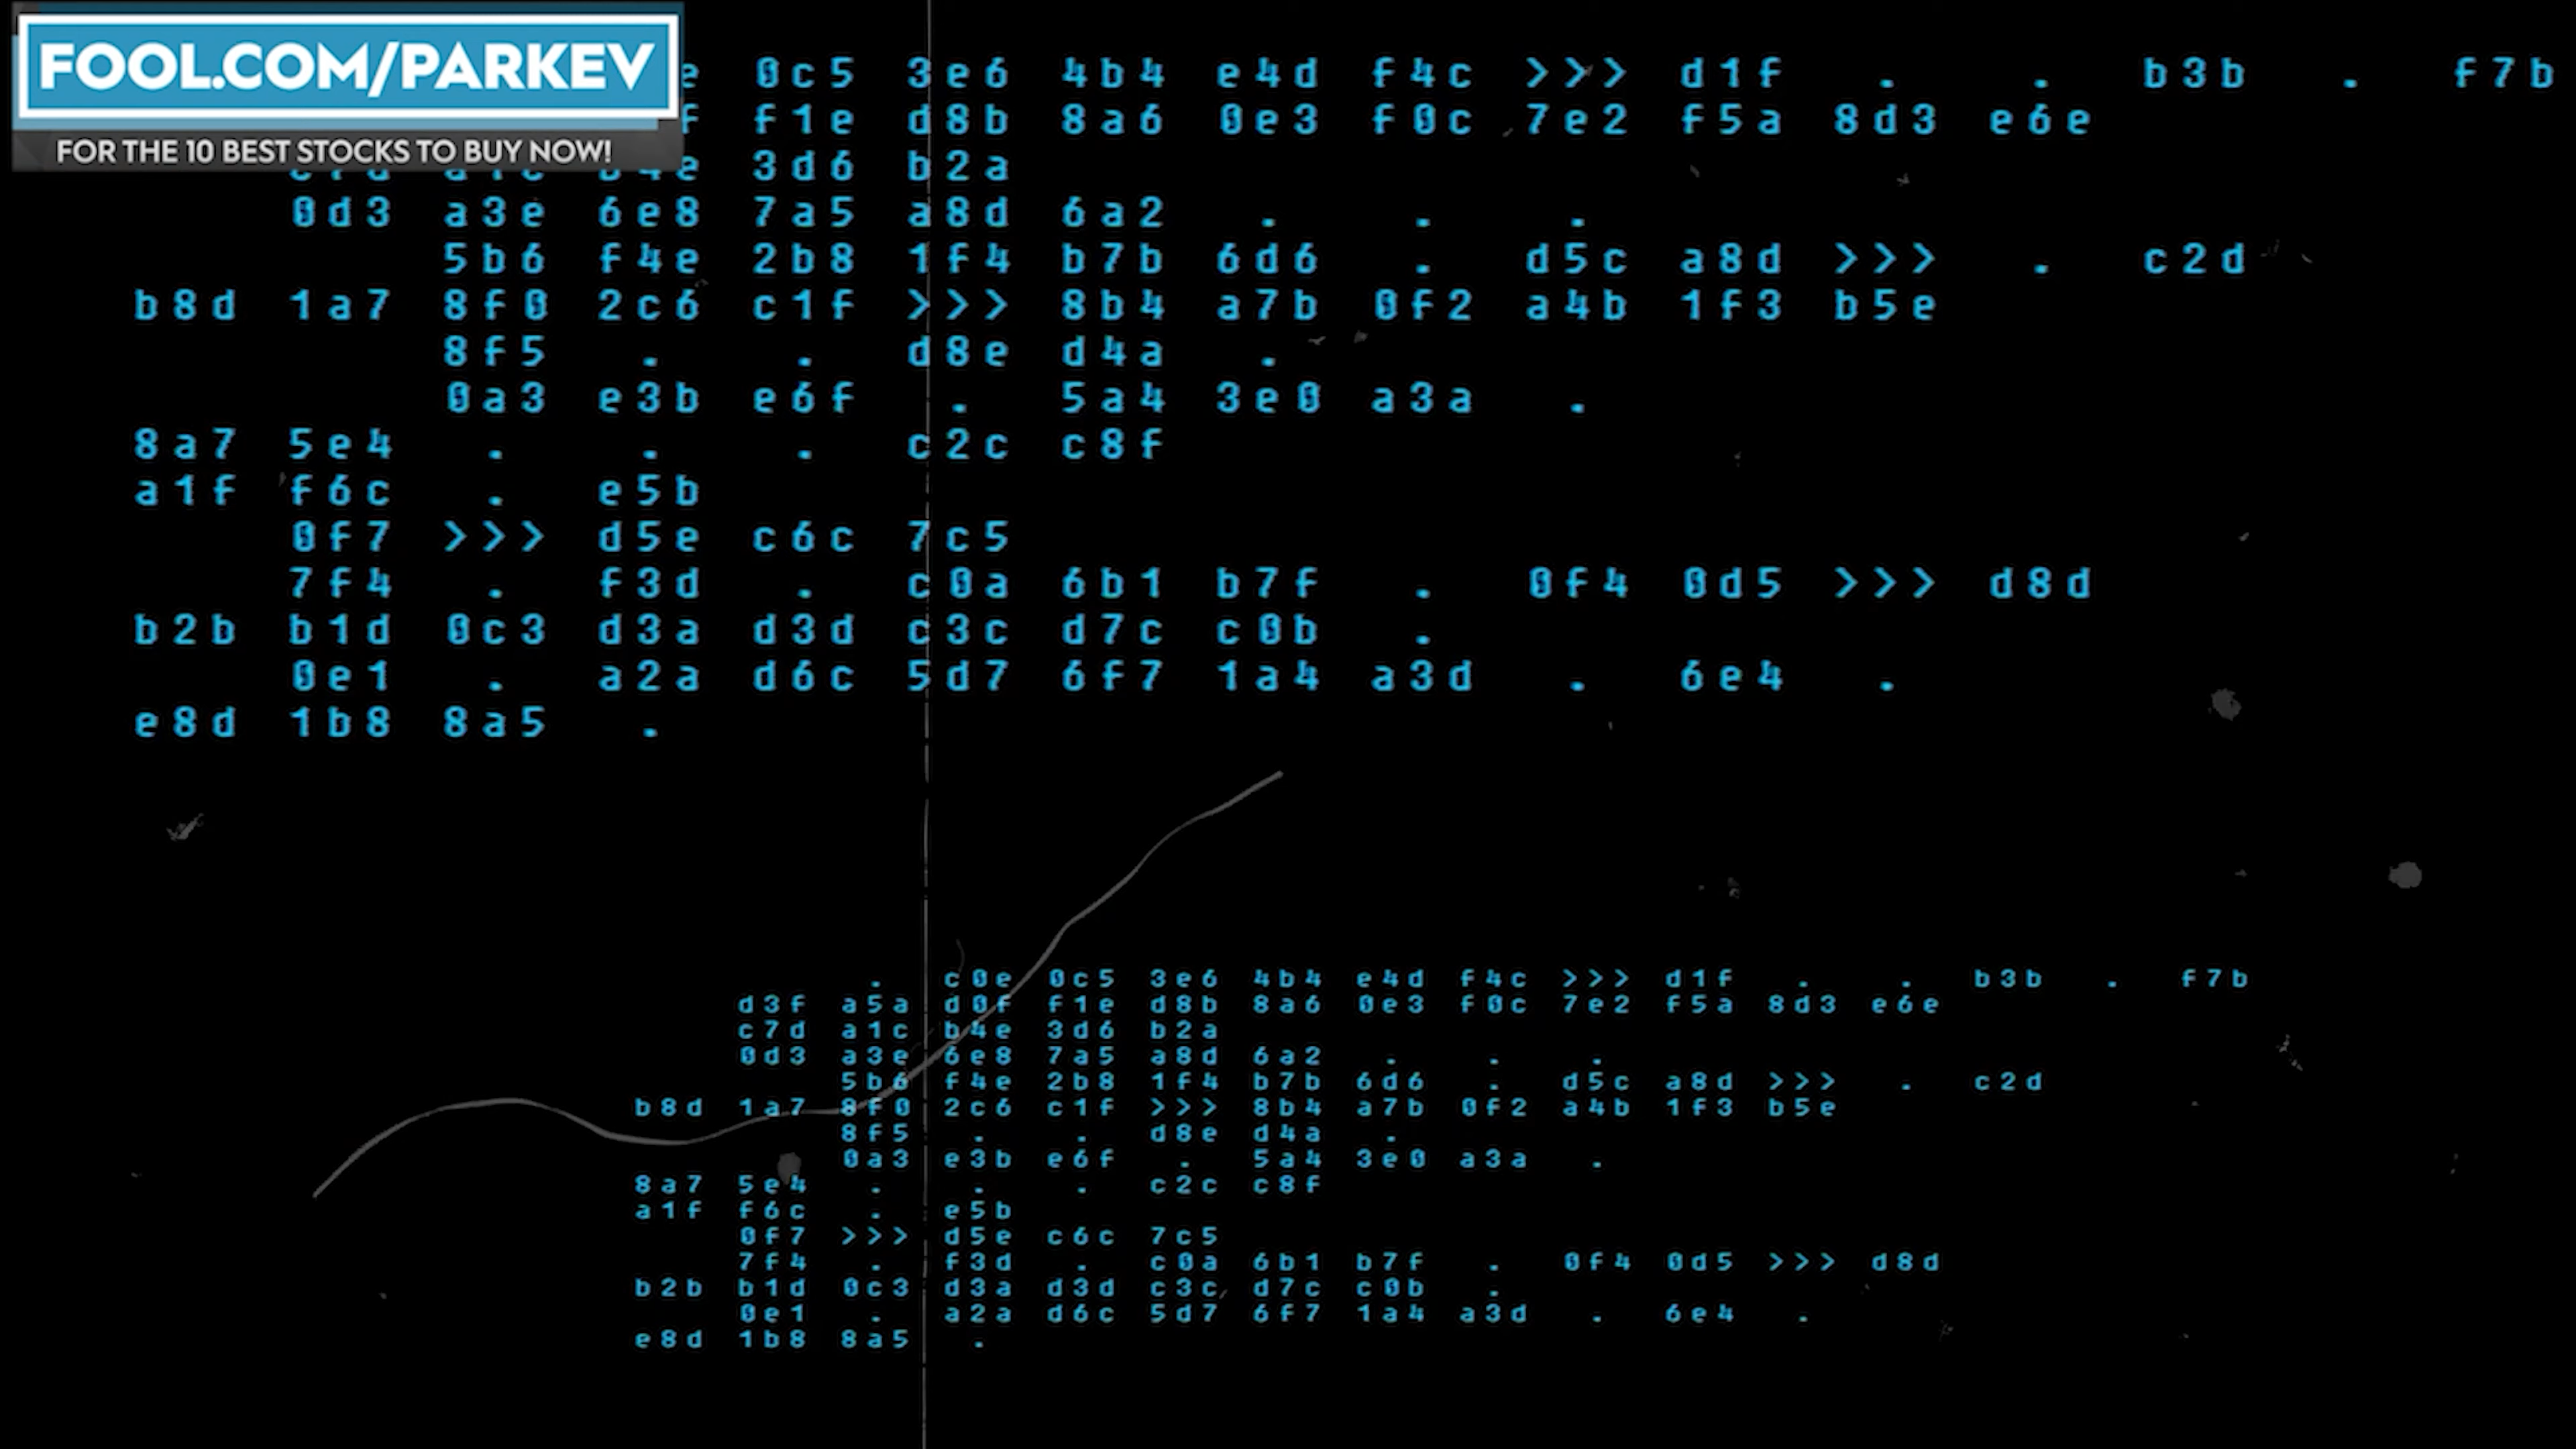 FOOL.COM/PARKEV
FOR THE 10 BEST STOCKS TO BUY NOW!
e 0c5 3e6 4b4 e4d f4c >>> d1f . . b3b . f7b
f f1e d8b 8a6 0e3 f0c 7e2 f5a 8d3 e6e
c7d a1c b4e 3d6 b2a
0d3 a3e 6e8 7a5 a8d 6a2 . . .
5b6 f4e 2b8 1f4 b7b 6d6 . d5c a8d >>> . c2d
b8d 1a7 8f0 2c6 c1f >>> 8b4 a7b 0f2 a4b 1f3 b5e
8f5 . . d8e d4a .
0a3 e3b e6f . 5a4 3e0 a3a .
8a7 5e4 . . . c2c c8f
a1f f6c . e5b
0f7 >>> d5e c6c 7c5
7f4 . f3d . c0a 6b1 b7f . 0f4 0d5 >>> d8d
b2b b1d 0c3 d3a d3d c3c d7c c0b .
0e1 . a2a d6c 5d7 6f7 1a4 a3d . 6e4 .
e8d 1b8 8a5 .
. c0e 0c5 3e6 4b4 e4d f4c >>> d1f . . b3b . f7b
d3f a5a d0f f1e d8b 8a6 0e3 f0c 7e2 f5a 8d3 e6e
c7d a1c b4e 3d6 b2a
0d3 a3e 6e8 7a5 a8d 6a2 . . .
5b6 f4e 2b8 1f4 b7b 6d6 . d5c a8d >>> . c2d
b8d 1a7 8f0 2c6 c1f >>> 8b4 a7b 0f2 a4b 1f3 b5e
8f5 . . d8e d4a .
0a3 e3b e6f . 5a4 3e0 a3a .
8a7 5e4 . . . c2c c8f
a1f f6c . e5b
0f7 >>> d5e c6c 7c5
7f4 . f3d . c0a 6b1 b7f . 0f4 0d5 >>> d8d
b2b b1d 0c3 d3a d3d c3c d7c c0b .
0e1 . a2a d6c 5d7 6f7 1a4 a3d . 6e4 .
e8d 1b8 8a5 .